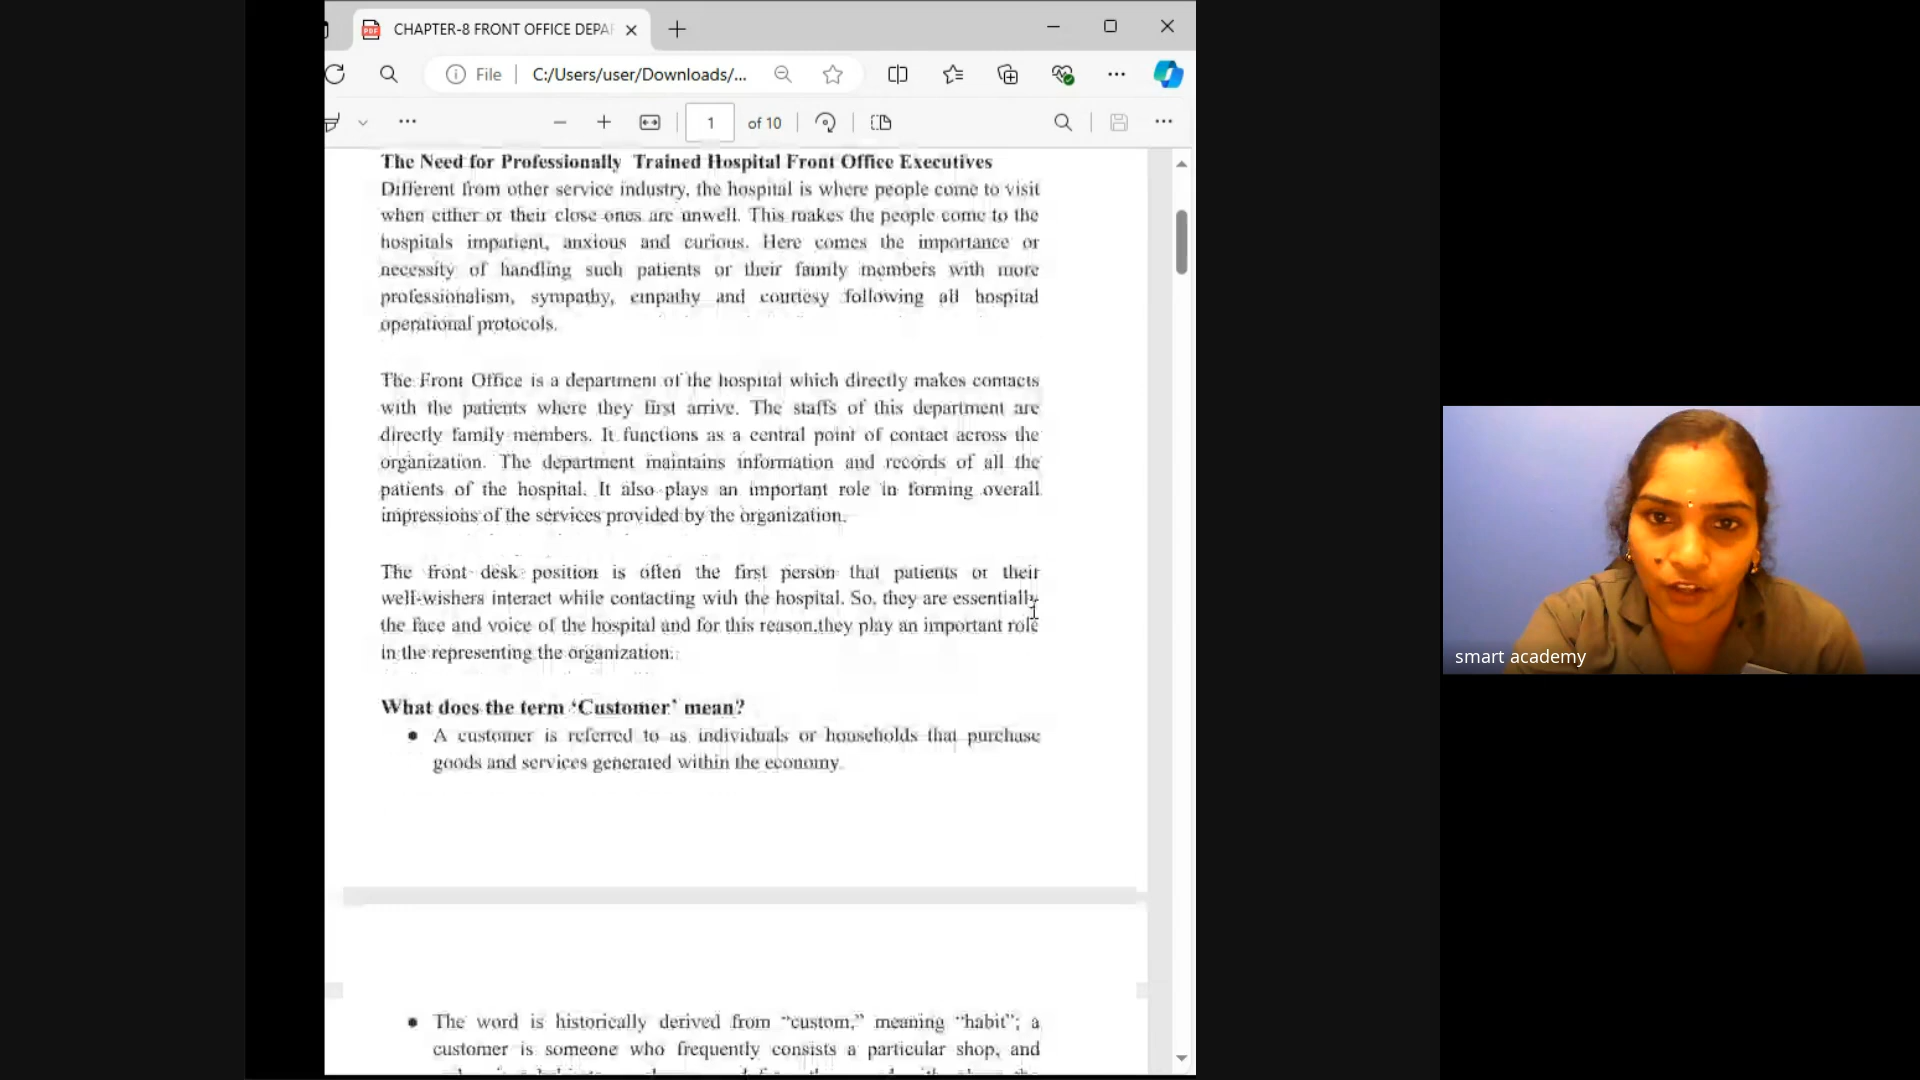 CHAPTER-8 FRONT OFFICE DEPA
File
C:/Users/user/Downloads/...
1 of 10
The Need for Professionally Trained Hospital Front Office Executives
Different from other service industry, the hospital is where people come to visit
when either or their close ones are unwell. This makes the people come to the
hospitals impatient, anxious and curious. Here comes the importance or
necessity of handling such patients or their family members with more
professionalism, sympathy, empathy and courtesy following all hospital
operational protocols.
The Front Office is a department of the hospital which directly makes contacts
with the patients where they first arrive. The staffs of this department are
directly family members. It functions as a central point of contact across the
organization. The department maintains information and records of all the
patients of the hospital. It also plays an important role in forming overall
impressions of the services provided by the organization.
The front desk position is often the first person that patients or their
well-wishers interact while contacting with the hospital. So, they are essentially
the face and voice of the hospital and for this reason,they play an important role
in the representing the organization.
What does the term ‘Customer’ mean?
● A customer is referred to as individuals or households that purchase
goods and services generated within the economy.
● The word is historically derived from “custom,” meaning “habit”; a
customer is someone who frequently consists a particular shop, and
smart academy